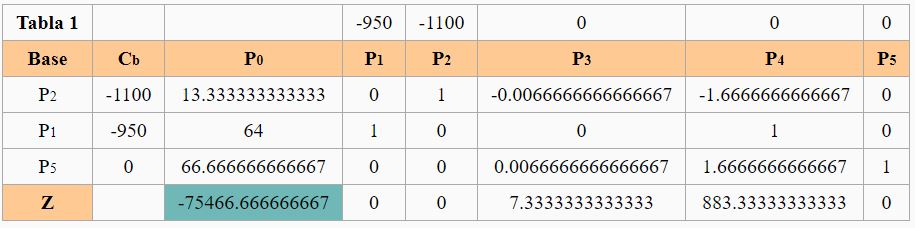 Tabla 1 -950 -1100 0 0 0
Base Cb P0 P1 P2 P3 P4 P5
P2 -1100 13.333333333333 0 1 -0.0066666666666667 -1.6666666666667 0
P1 -950 64 1 0 0 1 0
P5 0 66.666666666667 0 0 0.0066666666666667 1.6666666666667 1
Z -75466.666666667 0 0 7.3333333333333 883.33333333333 0